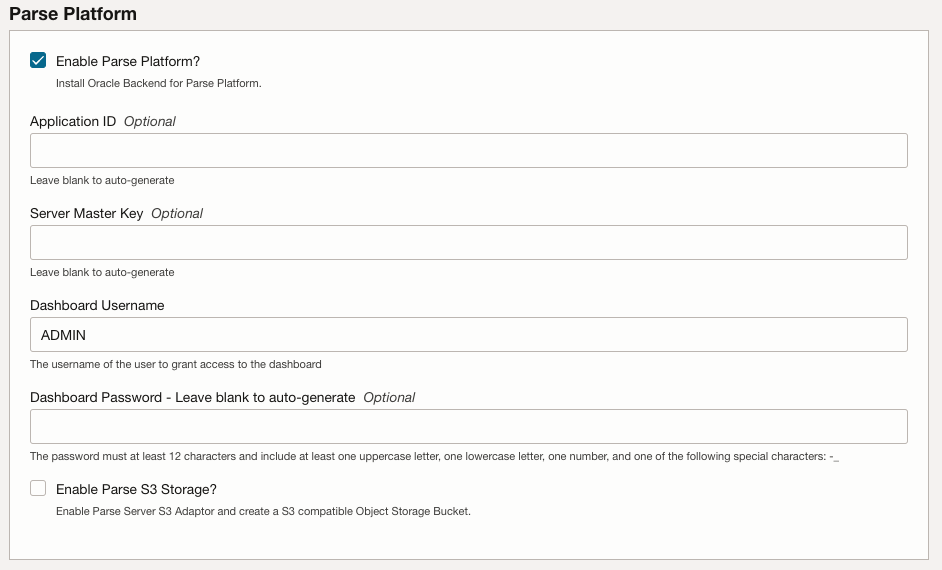 Parse Platform
Enable Parse Platform?
Install Oracle Backend for Parse Platform.
Application ID Optional
Leave blank to auto-generate
Server Master Key Optional
Leave blank to auto-generate
Dashboard Username
ADMIN
The username of the user to grant access to the dashboard
Dashboard Password - Leave blank to auto-generate Optional
The password must at least 12 characters and include at least one uppercase letter, one lowercase letter, one number, and one of the following special characters: -_
Enable Parse S3 Storage?
Enable Parse Server S3 Adaptor and create a S3 compatible Object Storage Bucket.